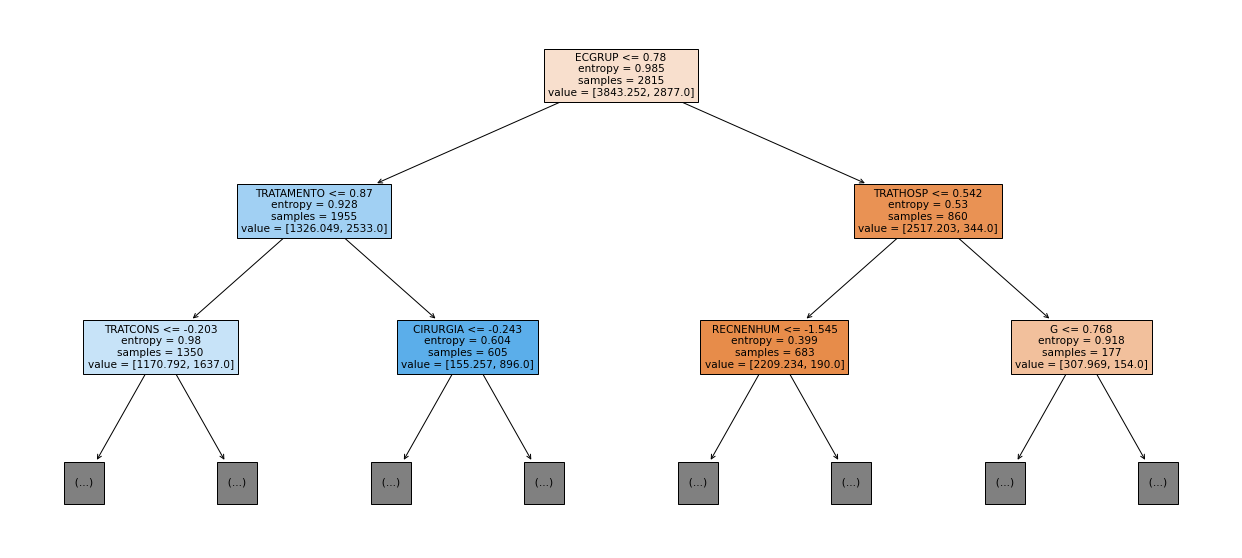 ECGRUP <= 0.78
entropy = 0.985
samples = 2815
value = [3843.252, 2877.0]
TRATAMENTO <= 0.87
entropy = 0.928
samples = 1955
value = [1326.049, 2533.0]
TRATHOSP <= 0.542
entropy = 0.53
samples = 860
value = [2517.203, 344.0]
TRATCONS <= -0.203
entropy = 0.98
samples = 1350
value = [1170.792, 1637.0]
CIRURGIA <= -0.243
entropy = 0.604
samples = 605
value = [155.257, 896.0]
RECNENHUM <= -1.545
entropy = 0.399
samples = 683
value = [2209.234, 190.0]
G <= 0.768
entropy = 0.918
samples = 177
value = [307.969, 154.0]
(...)
(...)
(...)
(...)
(...)
(...)
(...)
(...)